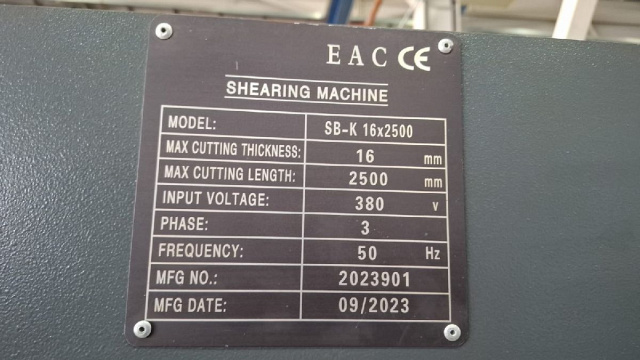 EAC CE
SHEARING MACHINE
MODEL: SB-K 16x2500
MAX CUTTING THICKNESS: 16 mm
MAX CUTTING LENGTH: 2500 mm
INPUT VOLTAGE: 380 v
PHASE: 3
FREQUENCY: 50 Hz
MFG NO.: 2023901
MFG DATE: 09/2023